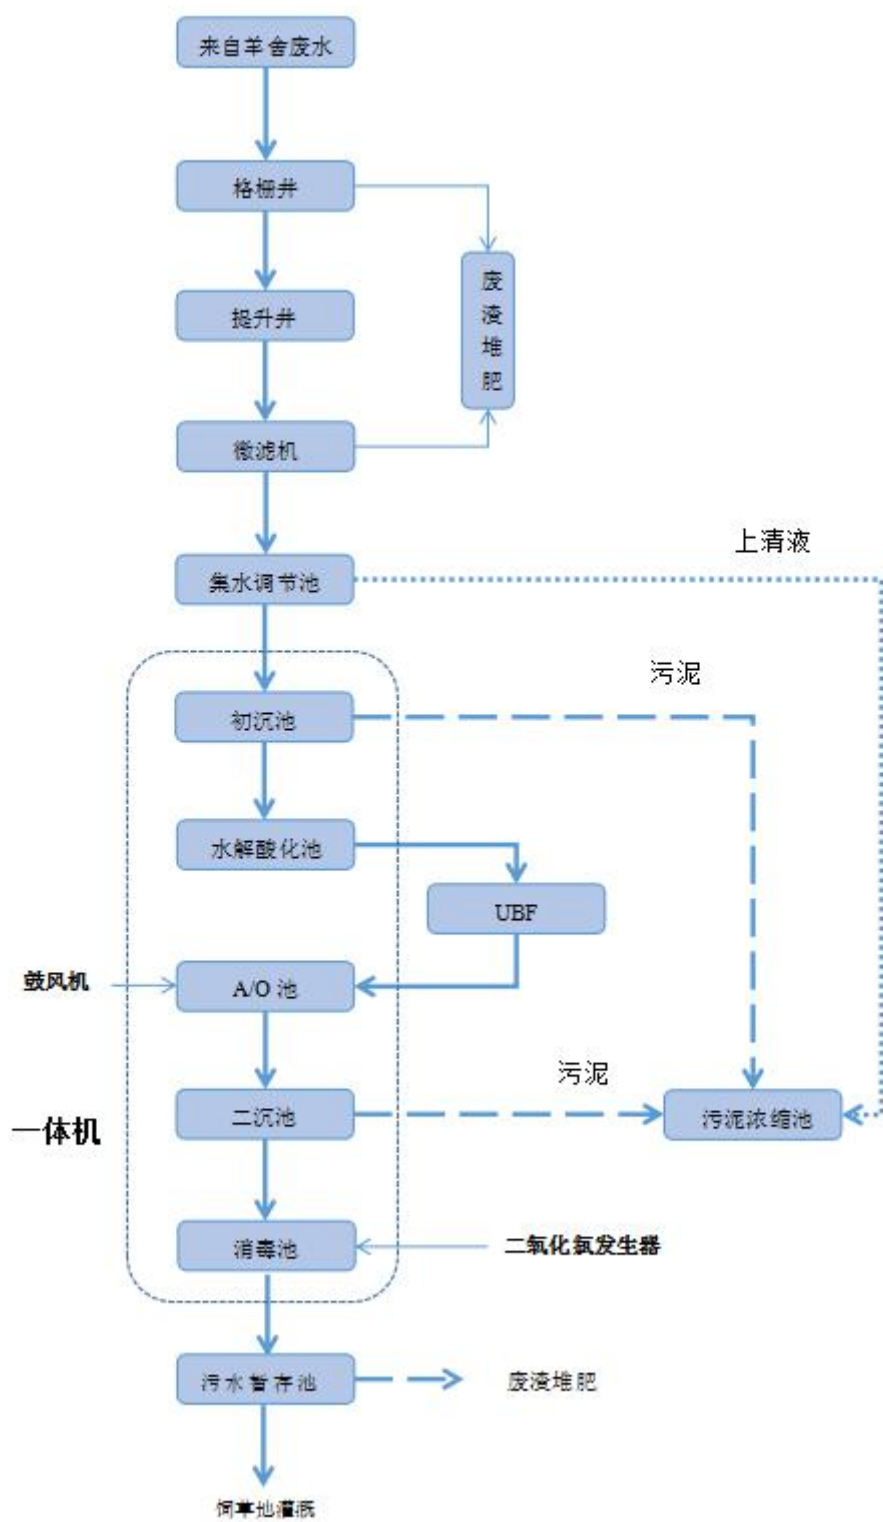 来自羊舍废水
格栅井
废渣堆肥
提升井
微滤机
上清液
集水调节池
污泥
初沉池
水解酸化池
UBF
鼓风机
A/O 池
污泥
二沉池
污泥浓缩池
一体机
消毒池
二氧化氯发生器
污水暂存池
废渣堆肥
饲草地灌溉